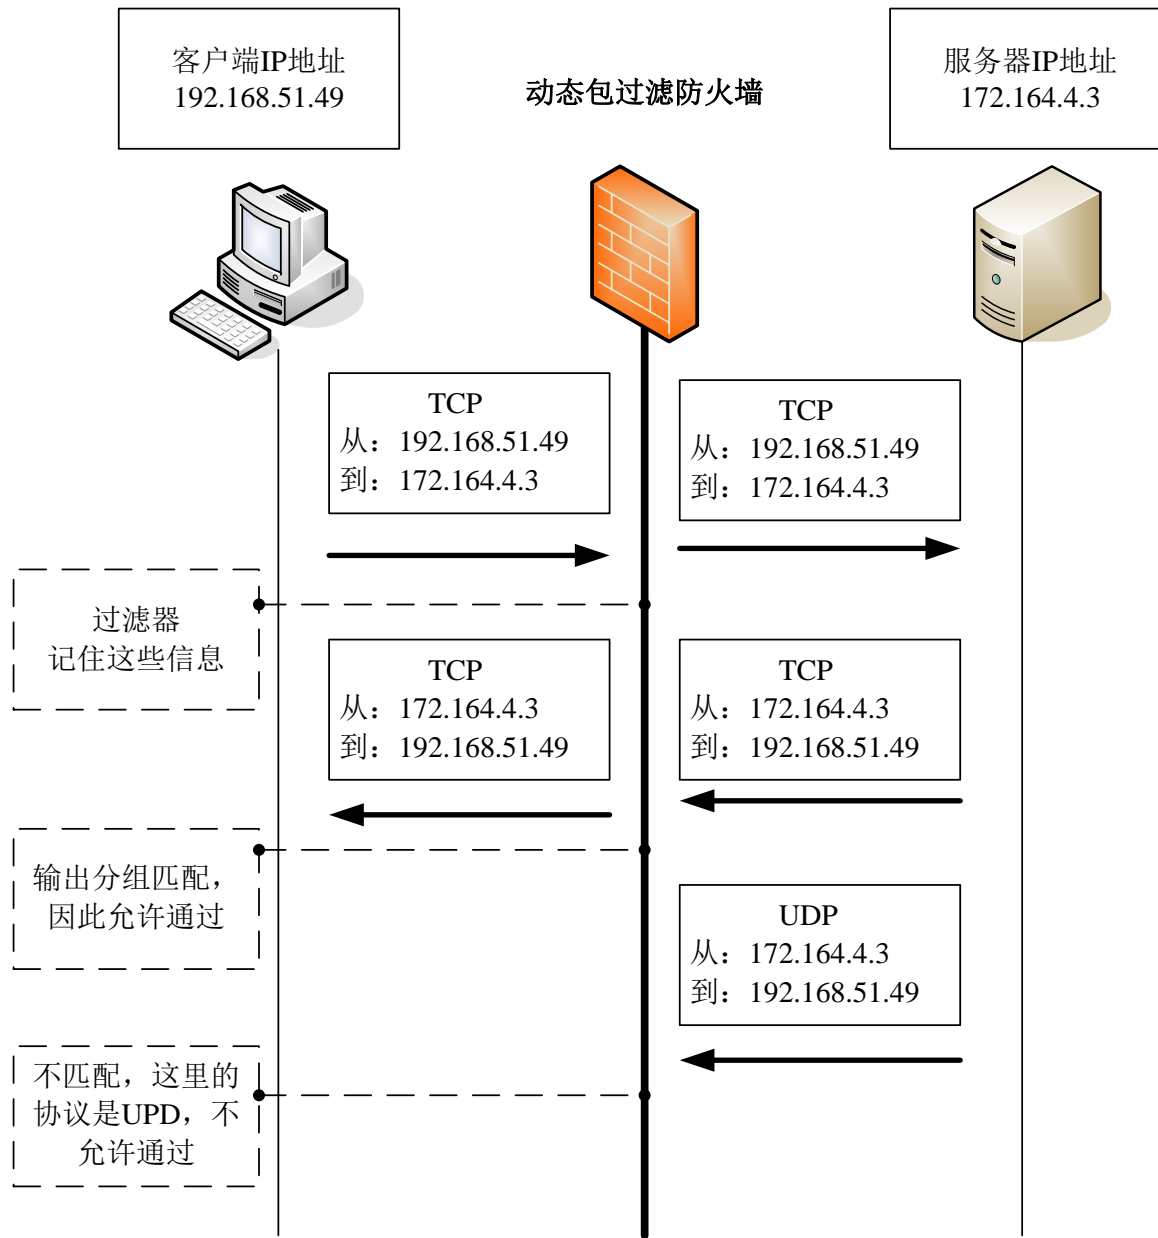 客户端IP地址
192.168.51.49
动态包过滤防火墙
服务器IP地址
172.164.4.3
TCP
从：192.168.51.49
到：172.164.4.3
TCP
从：192.168.51.49
到：172.164.4.3
过滤器
记住这些信息
TCP
从：172.164.4.3
到：192.168.51.49
TCP
从：172.164.4.3
到：192.168.51.49
输出分组匹配，
因此允许通过
UDP
从：172.164.4.3
到：192.168.51.49
不匹配，这里的
协议是UPD，不
允许通过